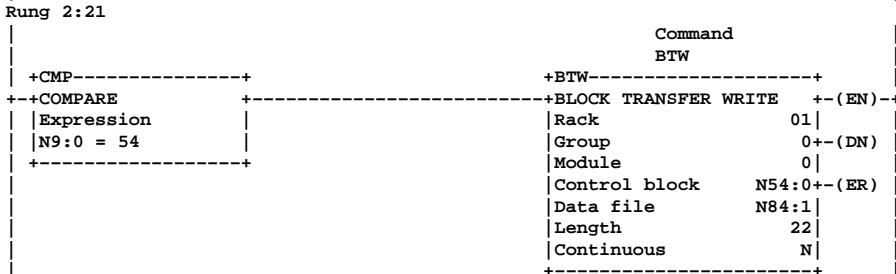 Rung 2:21
| Command |
| BTW |
| +CMP---------------+ +BTW--------------------+ |
+-+COMPARE +--------------------------+BLOCK TRANSFER WRITE +-(EN)-+
| |Expression | |Rack 01| |
| |N9:0 = 54 | |Group 0+-(DN) |
| +------------------+ |Module 0| |
| |Control block N54:0+-(ER) |
| |Data file N84:1| |
| |Length 22| |
| |Continuous N| |
| +-----------------------+ |